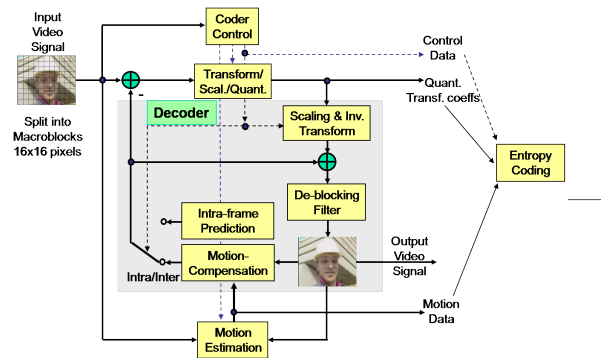 Input
Video
Signal
Coder
Control
Control
Data
Transform/
Scal./Quant.
Quant.
Transf. coeffs
-
Decoder
Scaling & Inv.
Transform
Split into
Macroblocks
16x16 pixels
Entropy
Coding
De-blocking
Filter
Intra-frame
Prediction
Output
Video
Signal
Motion-
Compensation
Intra/Inter
Motion
Data
Motion
Estimation